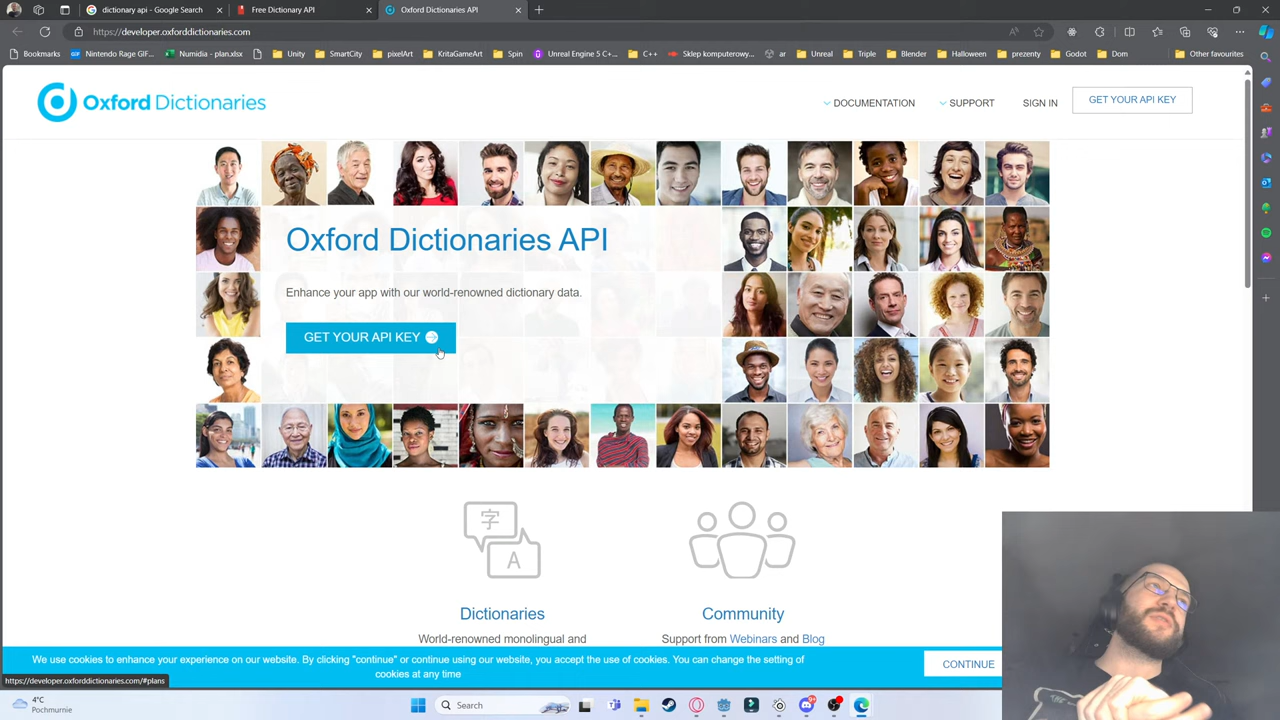 dictionary api - Google Search
Free Dictionary API
Oxford Dictionaries API
https://developer.oxforddictionaries.com
Bookmarks
Nintendo Rage GIF...
Numidia - plan.xlsx
Unity
SmartCity
pixelArt
KritaGameArt
Spin
Unreal Engine 5 C+...
C++
Sklep komputerowy...
ar
Unreal
Triple
Blender
Halloween
prezenty
Godot
Dom
Other favourites
Oxford Dictionaries
DOCUMENTATION
SUPPORT
SIGN IN
GET YOUR API KEY
Oxford Dictionaries API
Enhance your app with our world-renowned dictionary data.
GET YOUR API KEY
字
A
Dictionaries
World-renowned monolingual and
Community
Support from Webinars and Blog
We use cookies to enhance your experience on our website. By clicking "continue" or continue using our website, you accept the use of cookies. You can change the setting of
cookies at any time
CONTINUE
https://developer.oxforddictionaries.com/#plans
4°C
Pochmurnie
Search